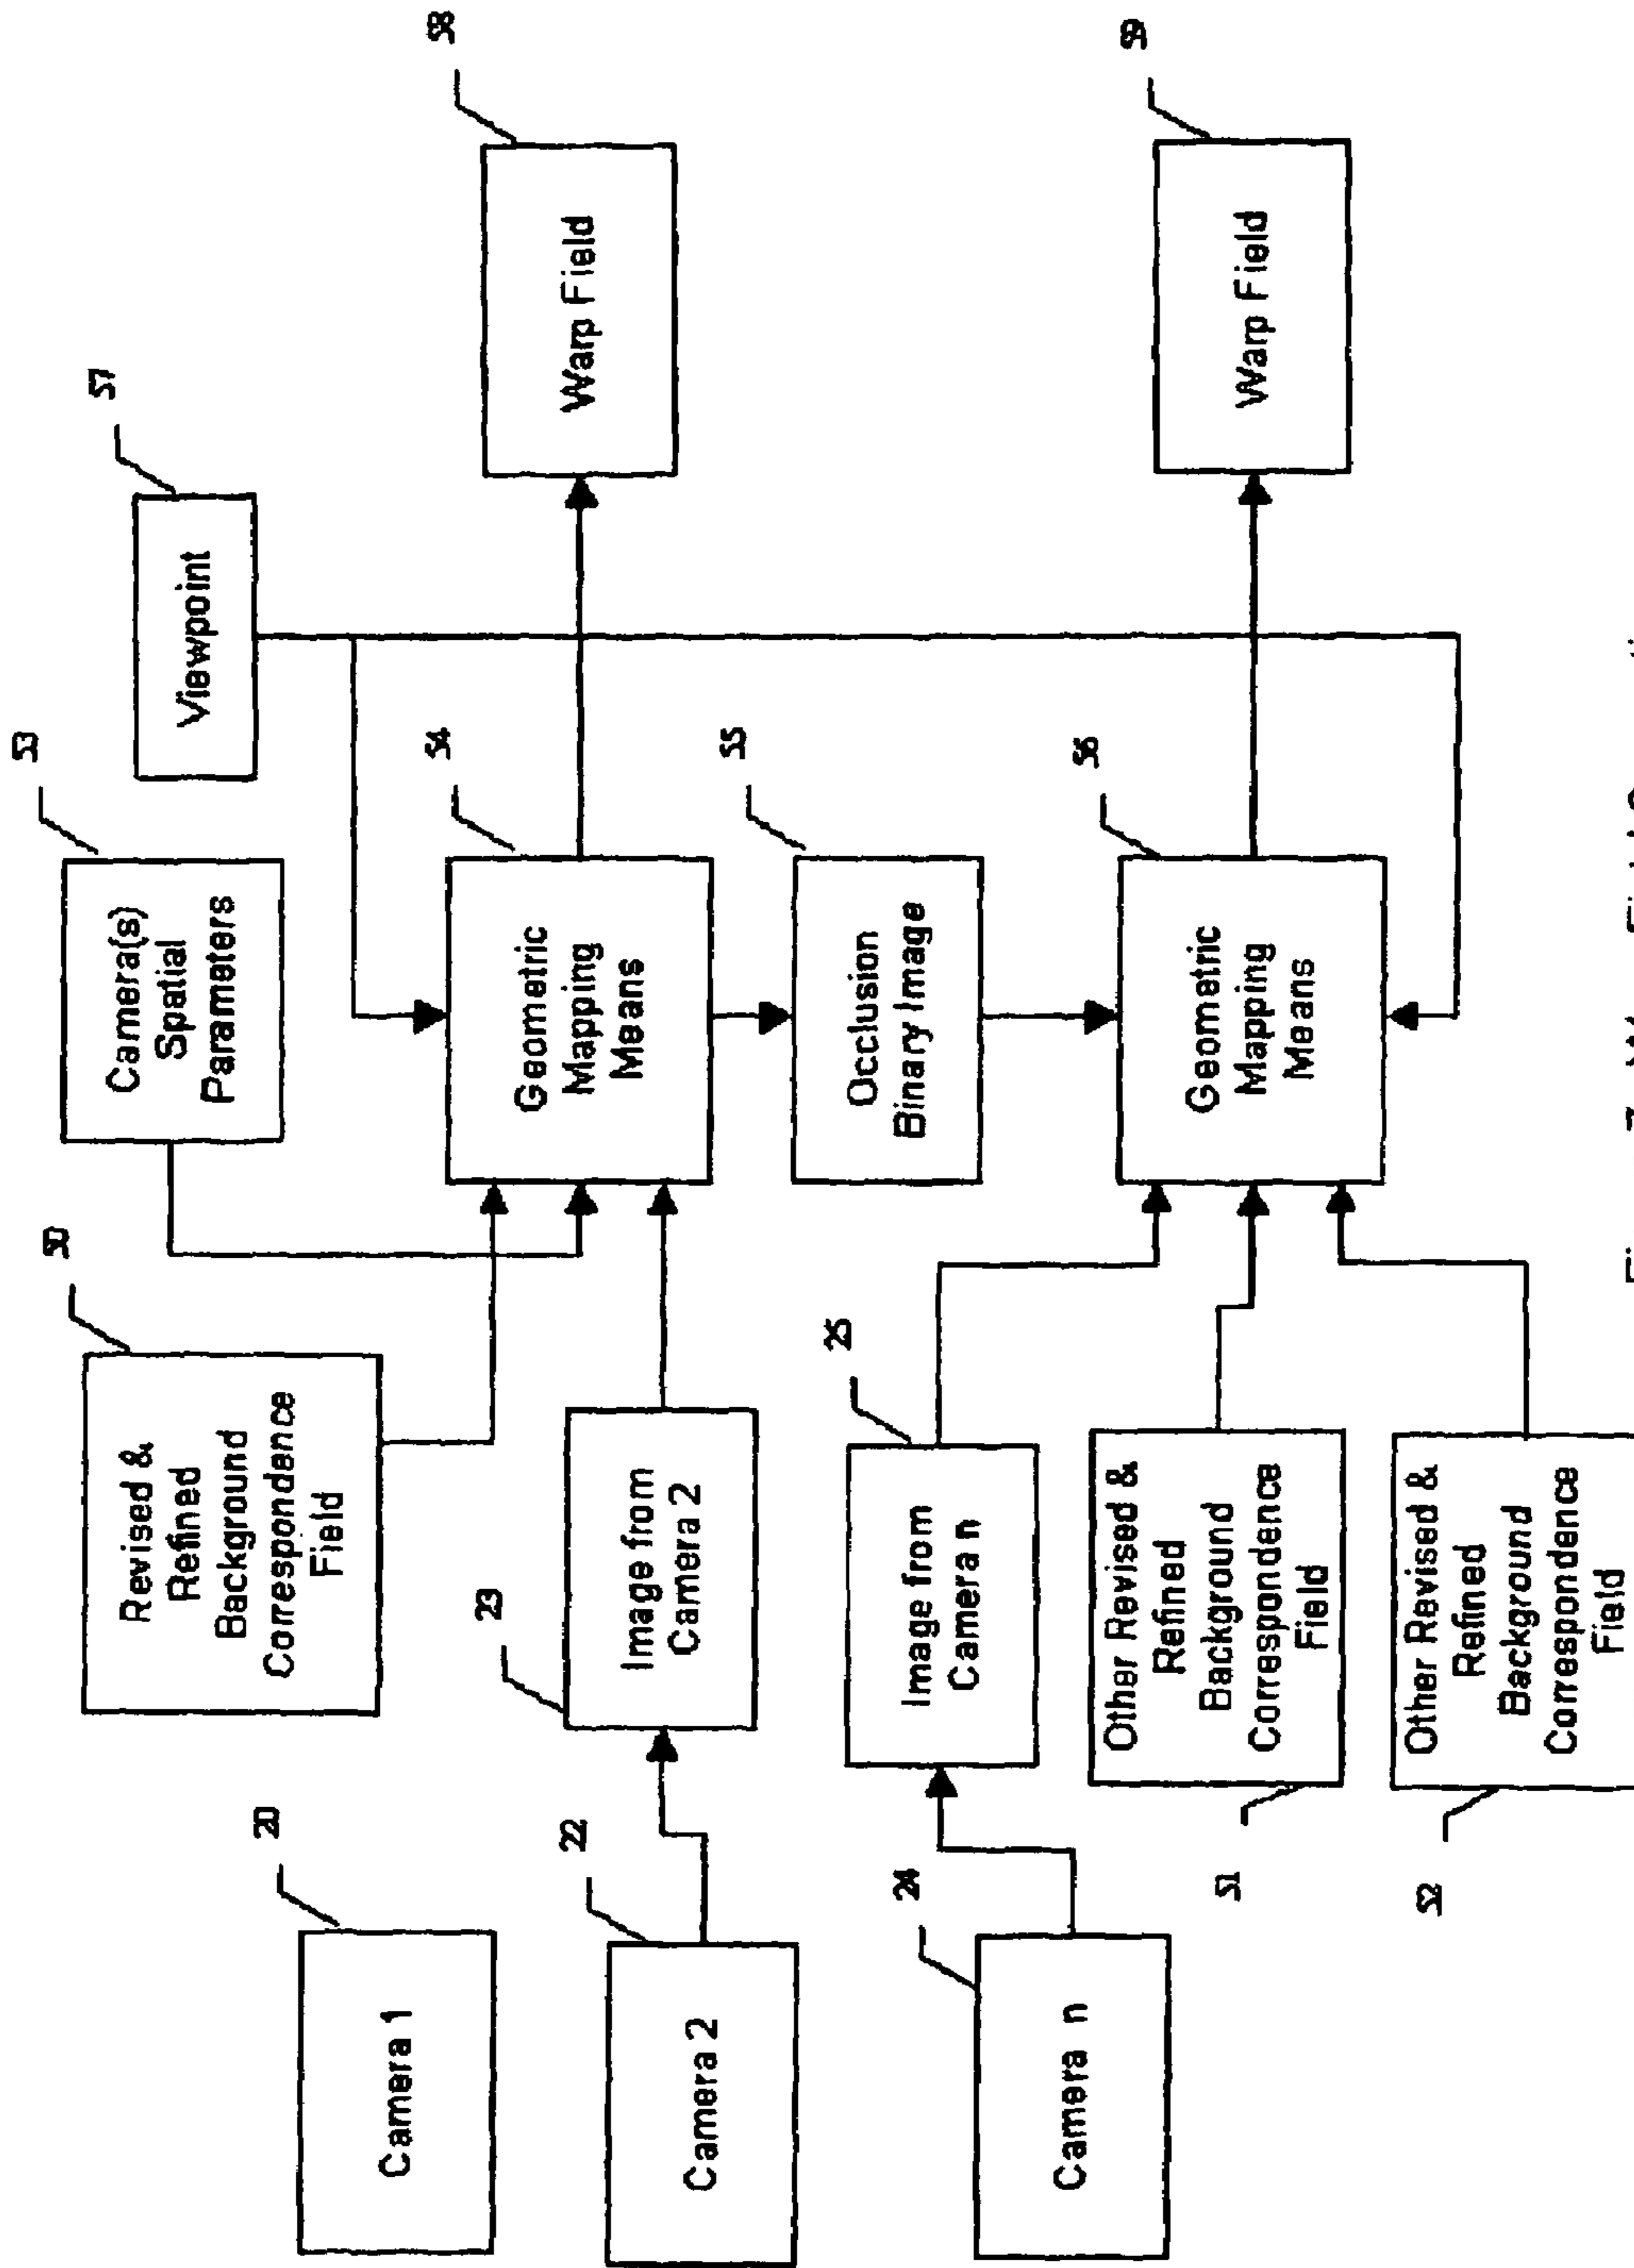 Camera 1
20
Camera 2
22
Camera n
24
Revised &
Refined
Background
Correspondence
Field
50
Image from
Camera 2
23
Image from
Camera n
25
Other Revised &
Refined
Background
Correspondence
Field
51
Other Revised &
Refined
Background
Correspondence
Field
52
Camera(s)
Spatial
Parameters
53
Geometric
Mapping
Means
54
Occlusion
Binary Image
55
Geometric
Mapping
Means
56
Viewpoint
57
Warp Field
58
Warp Field
59